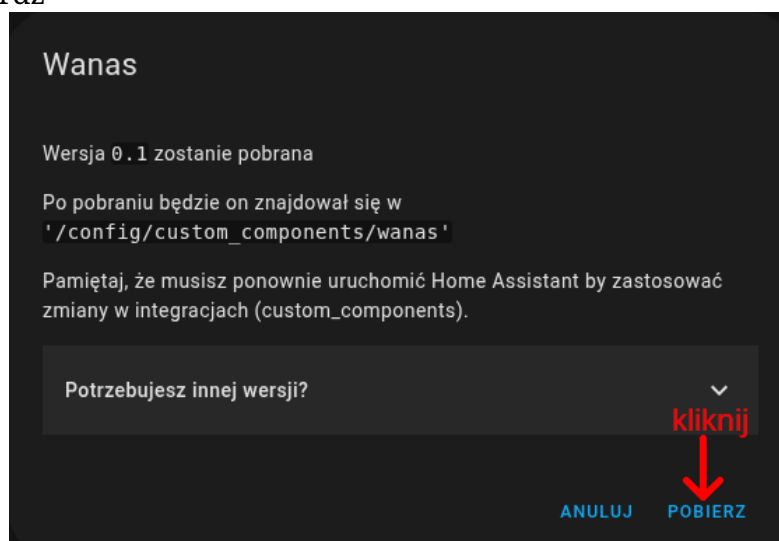 Wanas
Wersja 0.1 zostanie pobrana
Po pobraniu będzie on znajdował się w
'/config/custom_components/wanas'
Pamiętaj, że musisz ponownie uruchomić Home Assistant by zastosować
zmiany w integracjach (custom_components).
Potrzebujesz innej wersji?
kliknij
ANULUJ POBIERZ